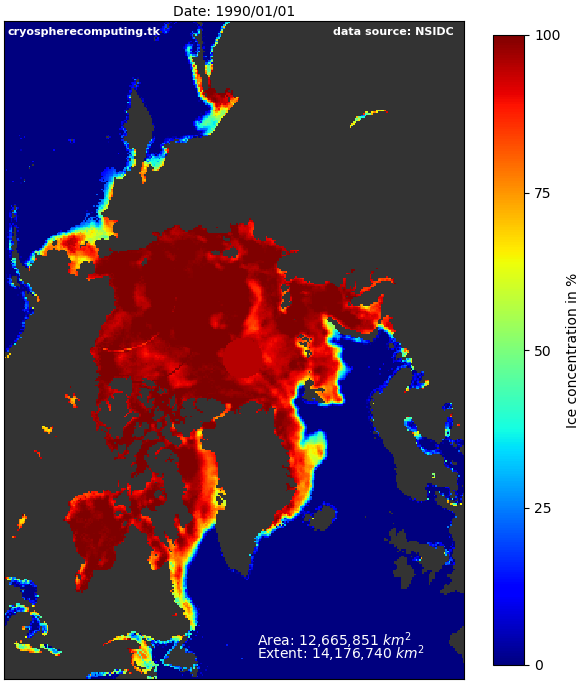 Date: 1990/01/01
cryospherecomputing.tk
data source: NSIDC
100
75
50
25
0
Ice concentration in %
Area: 12,665,851 km²
Extent: 14,176,740 km²